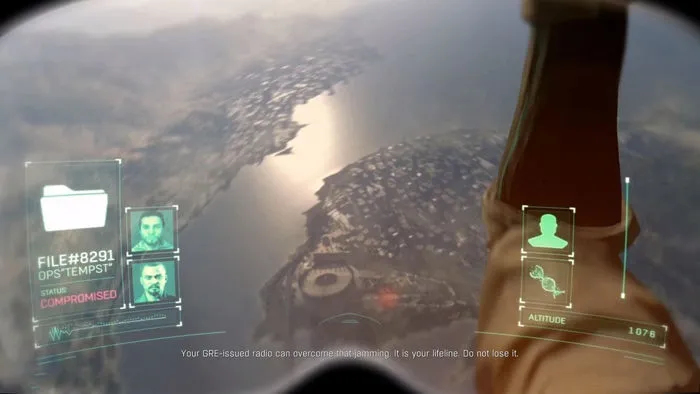 FILE#8291
OPS"TEMPST"
STATUS:
COMPROMISED
ALTITUDE
1076
Your GRE-issued radio can overcome that jamming. It is your lifeline. Do not lose it.